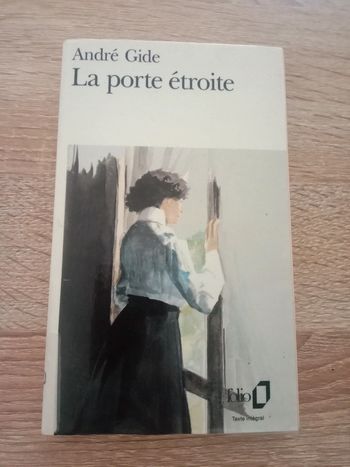 André Gide
La porte étroite
folio
Texte intégral